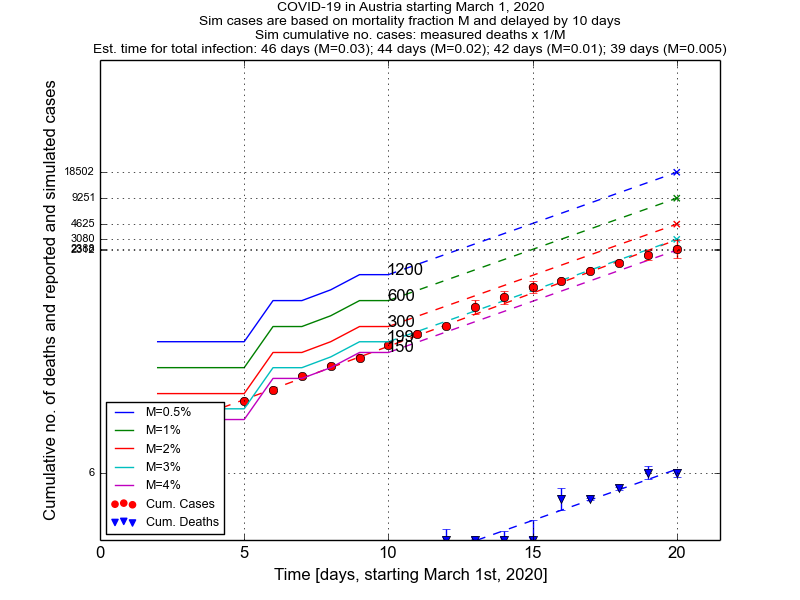 COVID-19 in Austria starting March 1, 2020
Sim cases are based on mortality fraction M and delayed by 10 days
Sim cumulative no. cases: measured deaths x 1/M
Est. time for total infection: 46 days (M=0.03); 44 days (M=0.02); 42 days (M=0.01); 39 days (M=0.005)
Cumulative no. of deaths and reported and simulated cases
18502
9251
4625
3080
2312
6
1200
600
300
199
150
M=0.5%
M=1%
M=2%
M=3%
M=4%
Cum. Cases
Cum. Deaths
0 5 10 15 20
Time [days, starting March 1st, 2020]